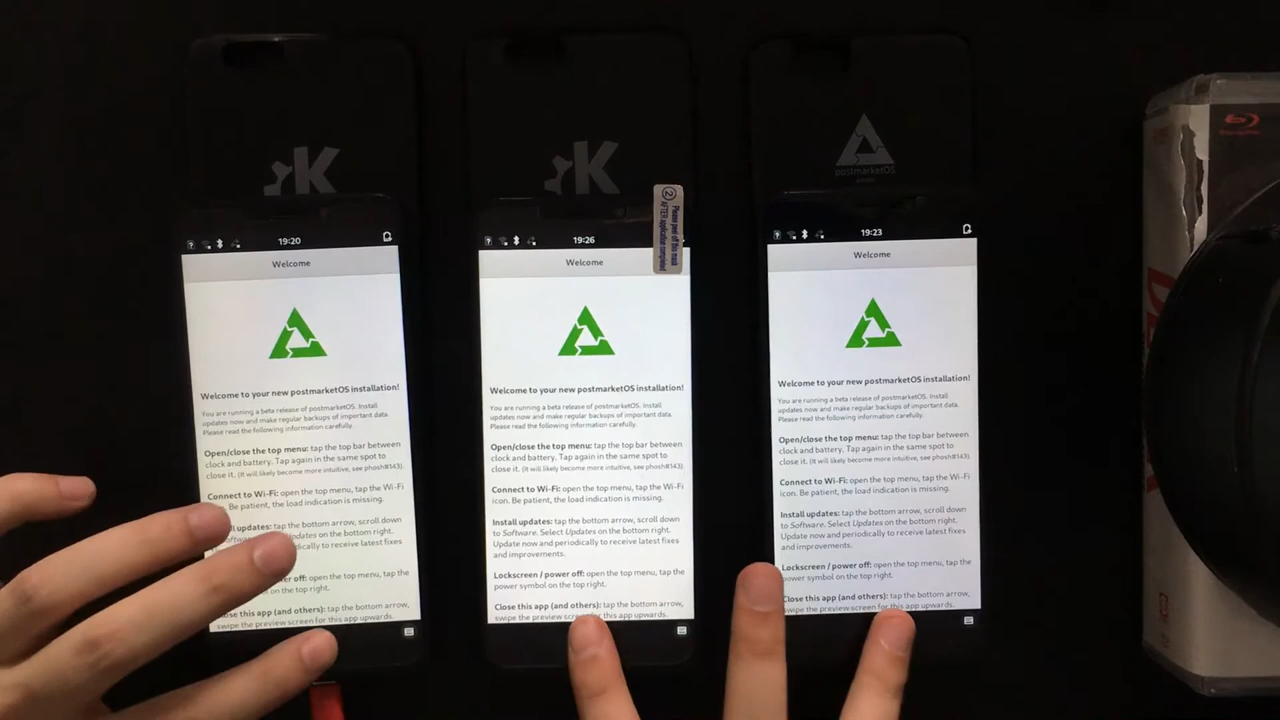 K
K
postmarketOS
19:20
Welcome
Welcome to your new postmarketOS installation!
You are running a beta release of postmarketOS. Install
updates now and make regular backups of important data.
Please read the following information carefully.
Open/close the top menu: tap the top bar between
clock and battery. Tap again in the same spot to
close it. (It will likely become more intuitive, see phosh#143).
Connect to Wi-Fi: open the top menu, tap the Wi-Fi
Be patient, the load indication is missing.
updates: tap the bottom arrow, scroll down
Software. Updates on the bottom right.
periodically to receive latest fixes
off: open the top menu, tap the
Close this app (and others): tap the bottom arrow,
swipe the preview screen for this app upwards.
2
Please peel off this mask
AFTER application completed
19:26
Welcome
Welcome to your new postmarketOS installation!
You are running a beta release of postmarketOS. Install
updates now and make regular backups of important data.
Please read the following information carefully.
Open/close the top menu: tap the top bar between
clock and battery. Tap again in the same spot to
close it. (It will likely become more intuitive, see phosh#143).
Connect to Wi-Fi: open the top menu, tap the Wi-Fi
icon. Be patient, the load indication is missing.
Install updates: tap the bottom arrow, scroll down
to Software. Select Updates on the bottom right.
Update now and periodically to receive latest fixes
and improvements.
Lockscreen / power off: open the top menu, tap the
power symbol on the top right.
Close this app (and others): tap the bottom arrow,
swipe the preview screen for this app upwards.
19:23
Welcome
Welcome to your new postmarketOS installation!
You are running a beta release of postmarketOS. Install
updates now and make regular backups of important data.
Please read the following information carefully.
Open/close the top menu: tap the top bar between
clock and battery. Tap again in the same spot to
close it. (It will likely become more intuitive, see phosh#143).
Connect to Wi-Fi: open the top menu, tap the Wi-Fi
icon. Be patient, the load indication is missing.
Install updates: tap the bottom arrow, scroll down
to Software. Select Updates on the bottom right.
Update now and periodically to receive latest fixes
and improvements.
Lockscreen / power off: open the top menu, tap the
power symbol on the top right.
Close this app (and others): tap the bottom arrow,
swipe the preview screen for this app upwards.